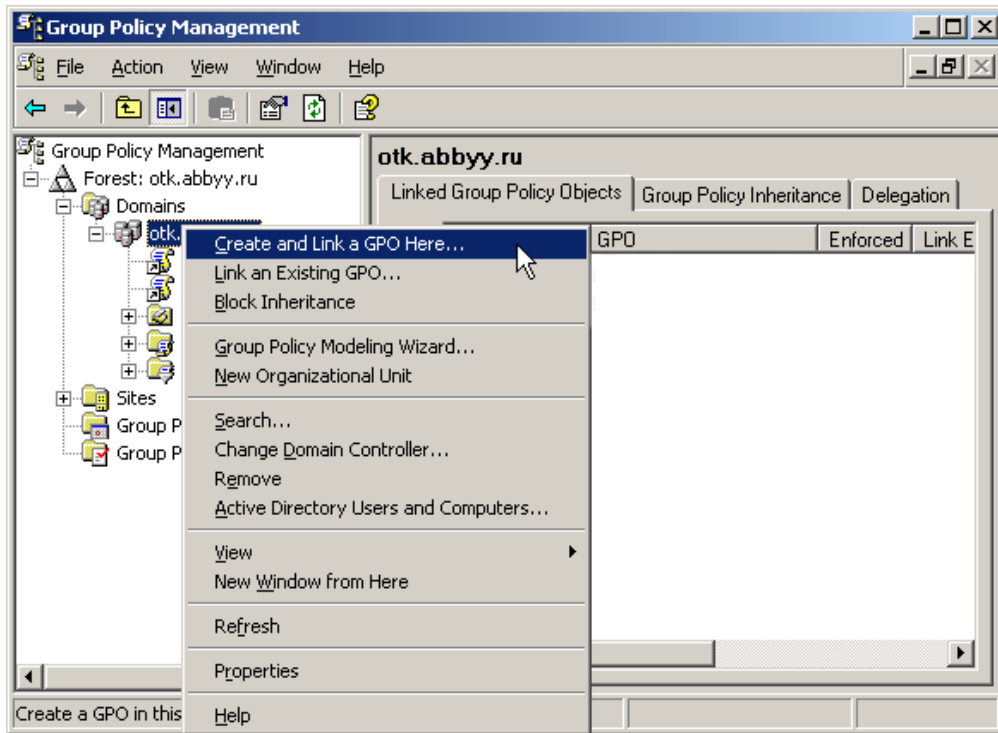 Group Policy Management
File Action View Window Help
Group Policy Management
Forest: otk.abbyy.ru
Domains
otk.
Sites
Group P
Group P
otk.abbyy.ru
Linked Group Policy Objects Group Policy Inheritance Delegation
GPO Enforced Link E
Create and Link a GPO Here...
Link an Existing GPO...
Block Inheritance
Group Policy Modeling Wizard...
New Organizational Unit
Search...
Change Domain Controller...
Remove
Active Directory Users and Computers...
View
New Window from Here
Refresh
Properties
Help
Create a GPO in this